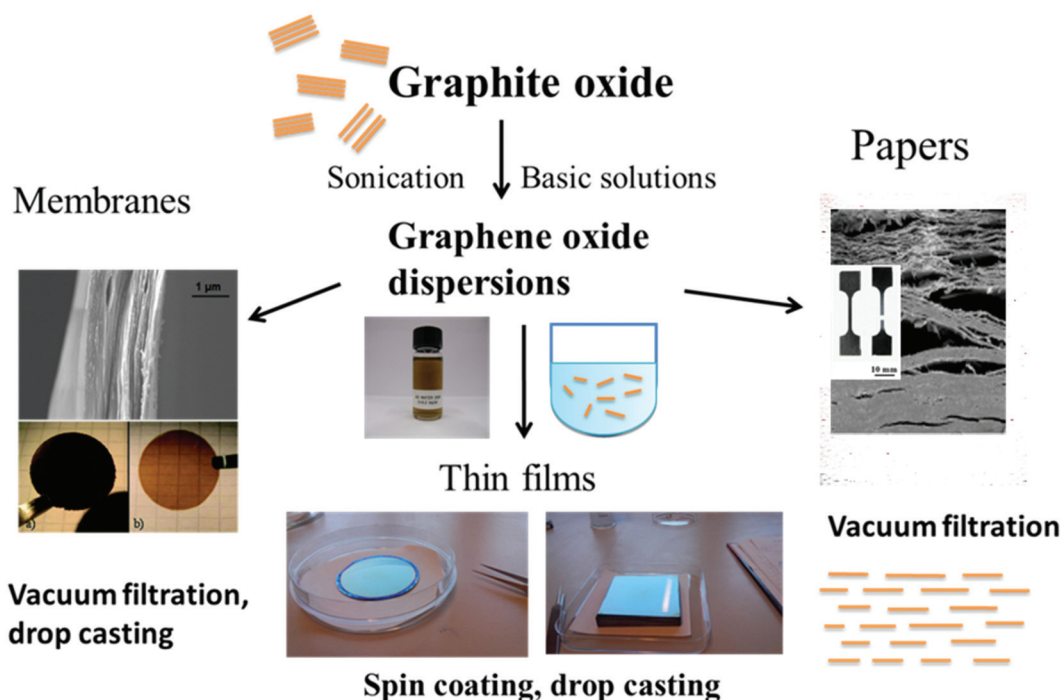 Graphite oxide
Sonication
Basic solutions
Papers
Membranes
Graphene oxide
dispersions
1 µm
10 mm
a)
b)
Thin films
Vacuum filtration
Vacuum filtration,
drop casting
Spin coating, drop casting